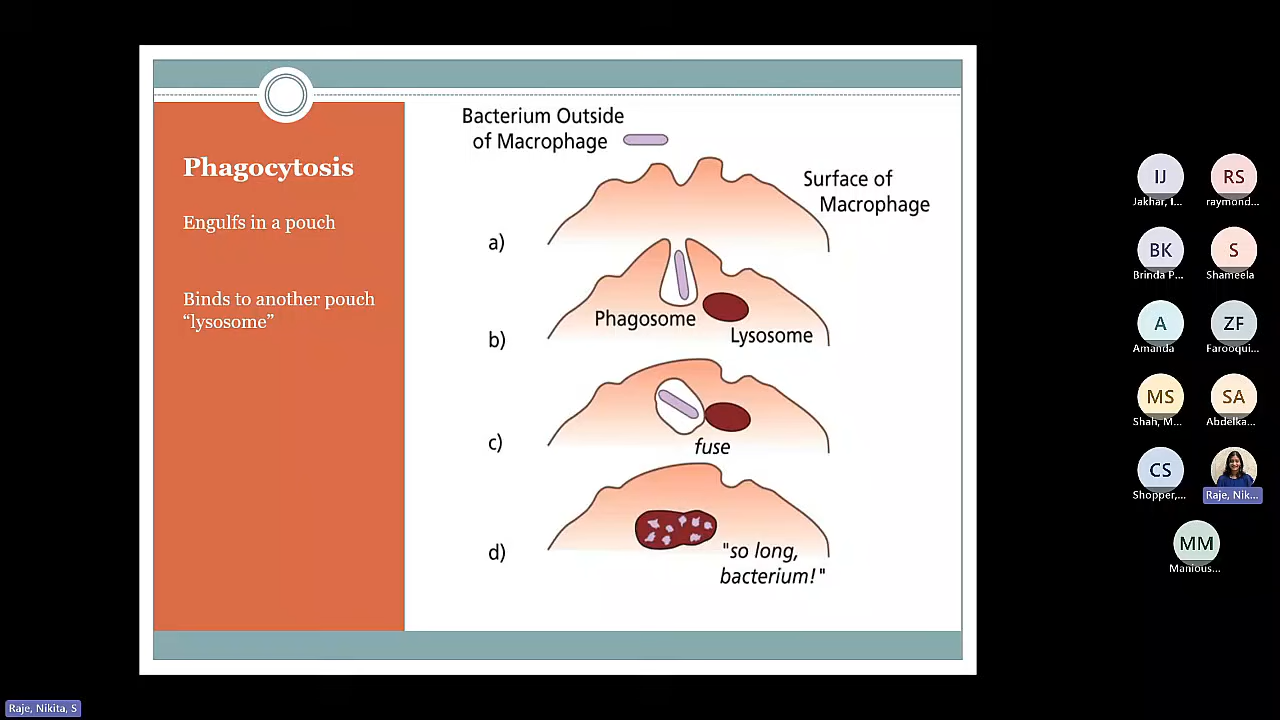 Phagocytosis
Engulfs in a pouch
Binds to another pouch
“lysosome”
Bacterium Outside
of Macrophage
Surface of
Macrophage
a)
Phagosome
Lysosome
b)
c)
fuse
d)
"so long,
bacterium!"
IJ
RS
Jakhar, I...
raymond...
BK
S
Brinda P...
Shameela
A
ZF
Amanda
Farooqui...
MS
SA
Shah, M...
Abdelka...
CS
Shopper,...
Raje, Nik...
MM
Manious...
Raje, Nikita, S